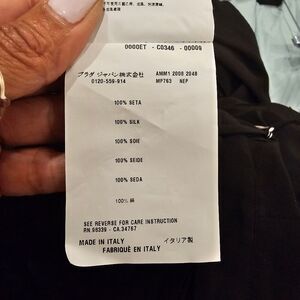 0000ET - C0346 - 00009
プラダ ジャパン株式会社 AMM1 2008 2048
0120-559-914 MP763 NEP
100% SETA
100% SILK
100% SOIE
100% SEIDE
100% SEDA
100% 絹
SEE REVERSE FOR CARE INSTRUCTION
RN.98339 - CA.34767
MADE IN ITALY イタリア製
FABRIQUÉ EN ITALY